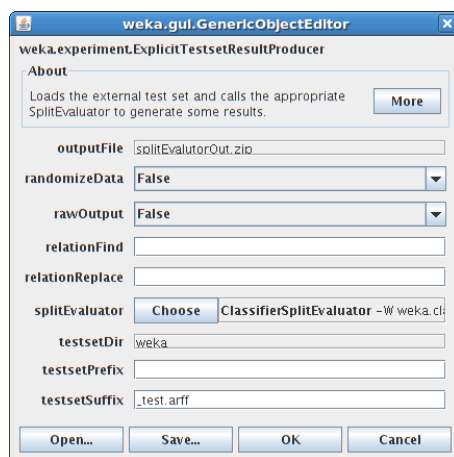 weka.gui.GenericObjectEditor
weka.experiment.ExplicitTestsetResultProducer
About
Loads the external test set and calls the appropriate
SplitEvaluator to generate some results.
More
outputFile splitEvalutorOut.zip
randomizeData False
rawOutput False
relationFind
relationReplace
splitEvaluator Choose ClassifierSplitEvaluator -W weka.cl
testsetDir weka
testsetPrefix
testsetSuffix _test.arff
Open... Save... OK Cancel